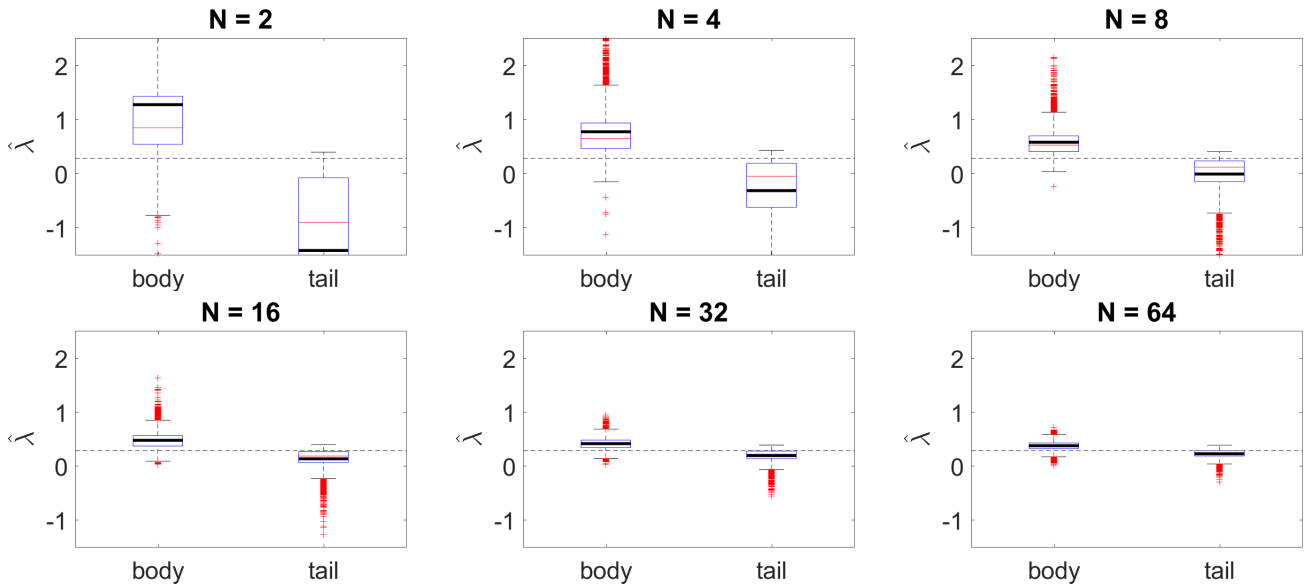 N = 2
N = 4
N = 8
2
1
0
-1
λ̂
body
tail
2
1
0
-1
λ̂
body
tail
2
1
0
-1
λ̂
body
tail
N = 16
N = 32
N = 64
2
1
0
-1
λ̂
body
tail
2
1
0
-1
λ̂
body
tail
2
1
0
-1
λ̂
body
tail